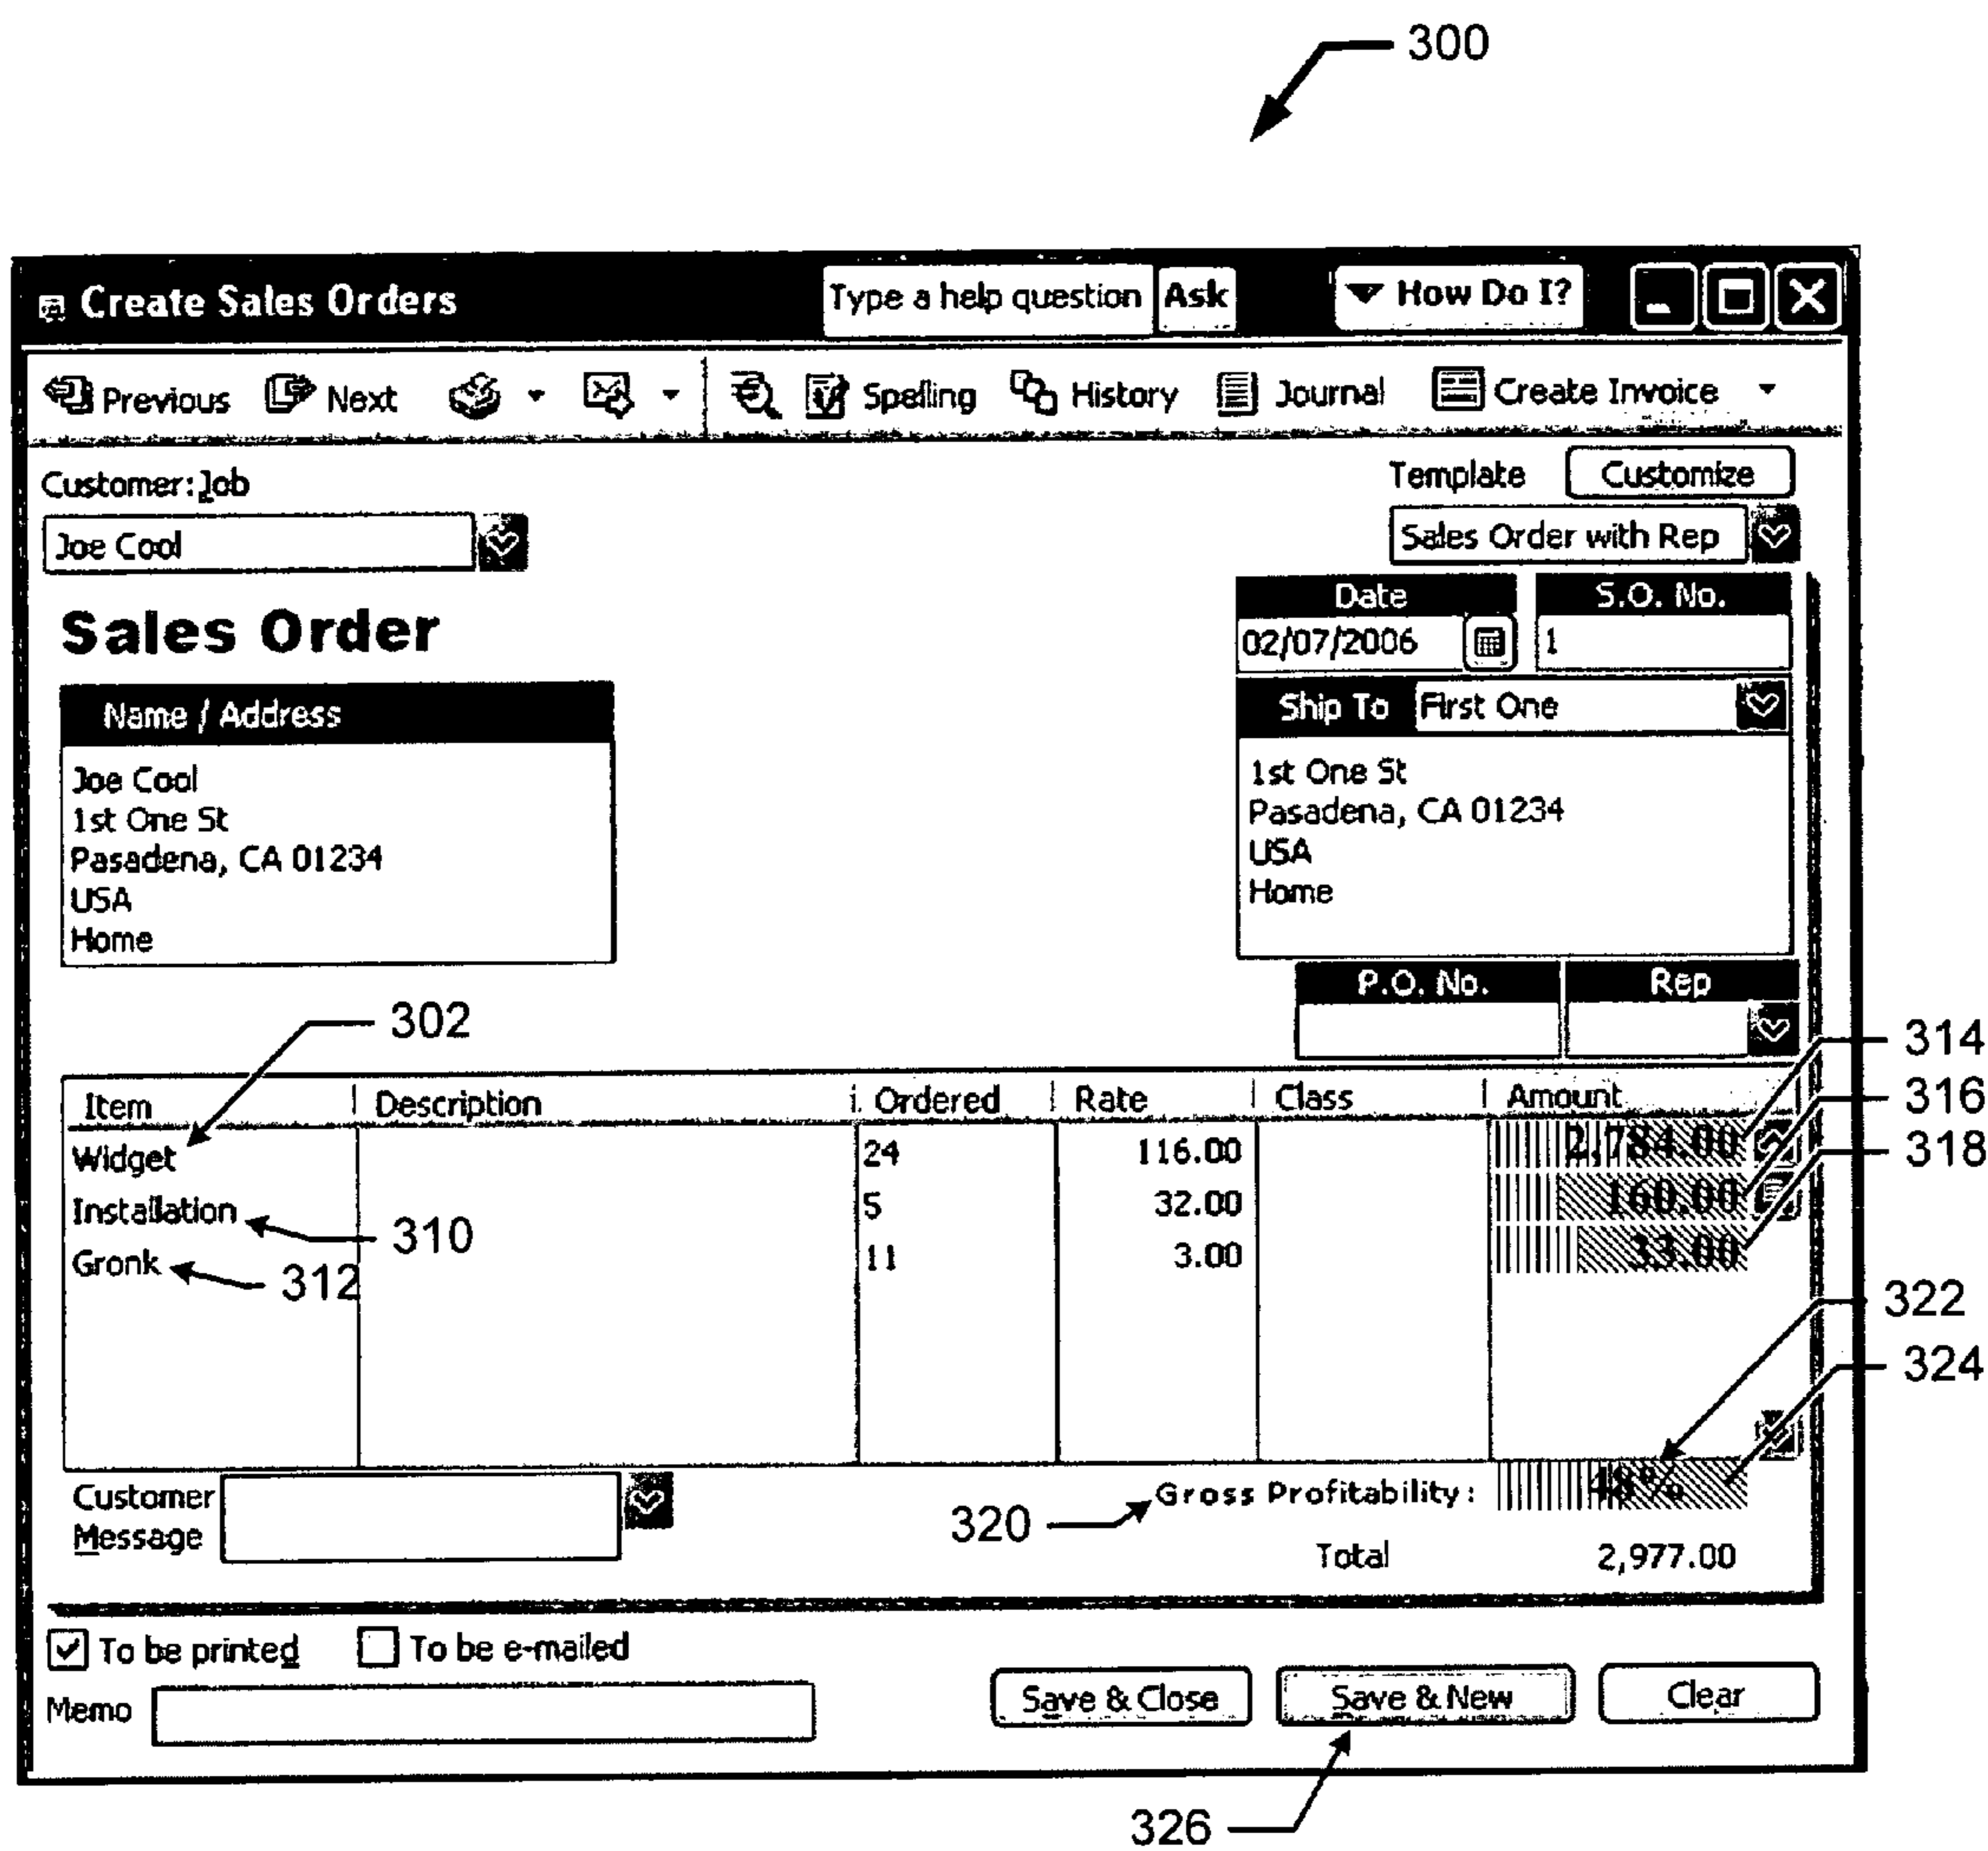 300
Create Sales Orders Type a help question Ask How Do I?
Previous Next Spelling History Journal Create Invoice
Customer:Job Template Customize
Joe Cool Sales Order with Rep
Date S.O. No.
Sales Order 02/07/2006 1
Name / Address Ship To First One
Joe Cool 1st One St
1st One St Pasadena, CA 01234
Pasadena, CA 01234 USA
USA Home
Home
P.O. No. Rep
302
314
Item Description Ordered Rate Class Amount 316
Widget 24 116.00 2,784.00 318
Installation 310 5 32.00 160.00
Gronk 312 11 3.00 33.00
322
324
Customer Message Gross Profitability: 48%
320
Total 2,977.00
To be printed To be e-mailed
Memo Save & Close Save & New Clear
326